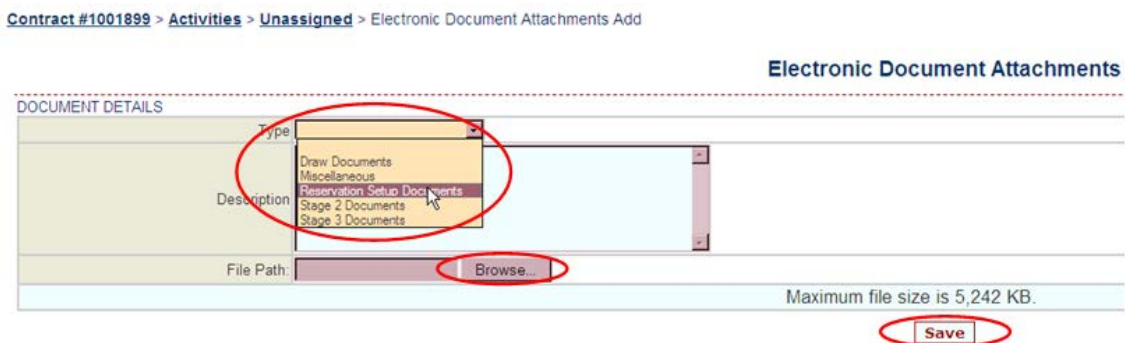 Contract #1001899 > Activities > Unassigned > Electronic Document Attachments Add
Electronic Document Attachments
DOCUMENT DETAILS
Type
Draw Documents
Miscellaneous
Reservation Setup Documents
Description
Stage 2 Documents
Stage 3 Documents
File Path:
Browse...
Maximum file size is 5,242 KB.
Save